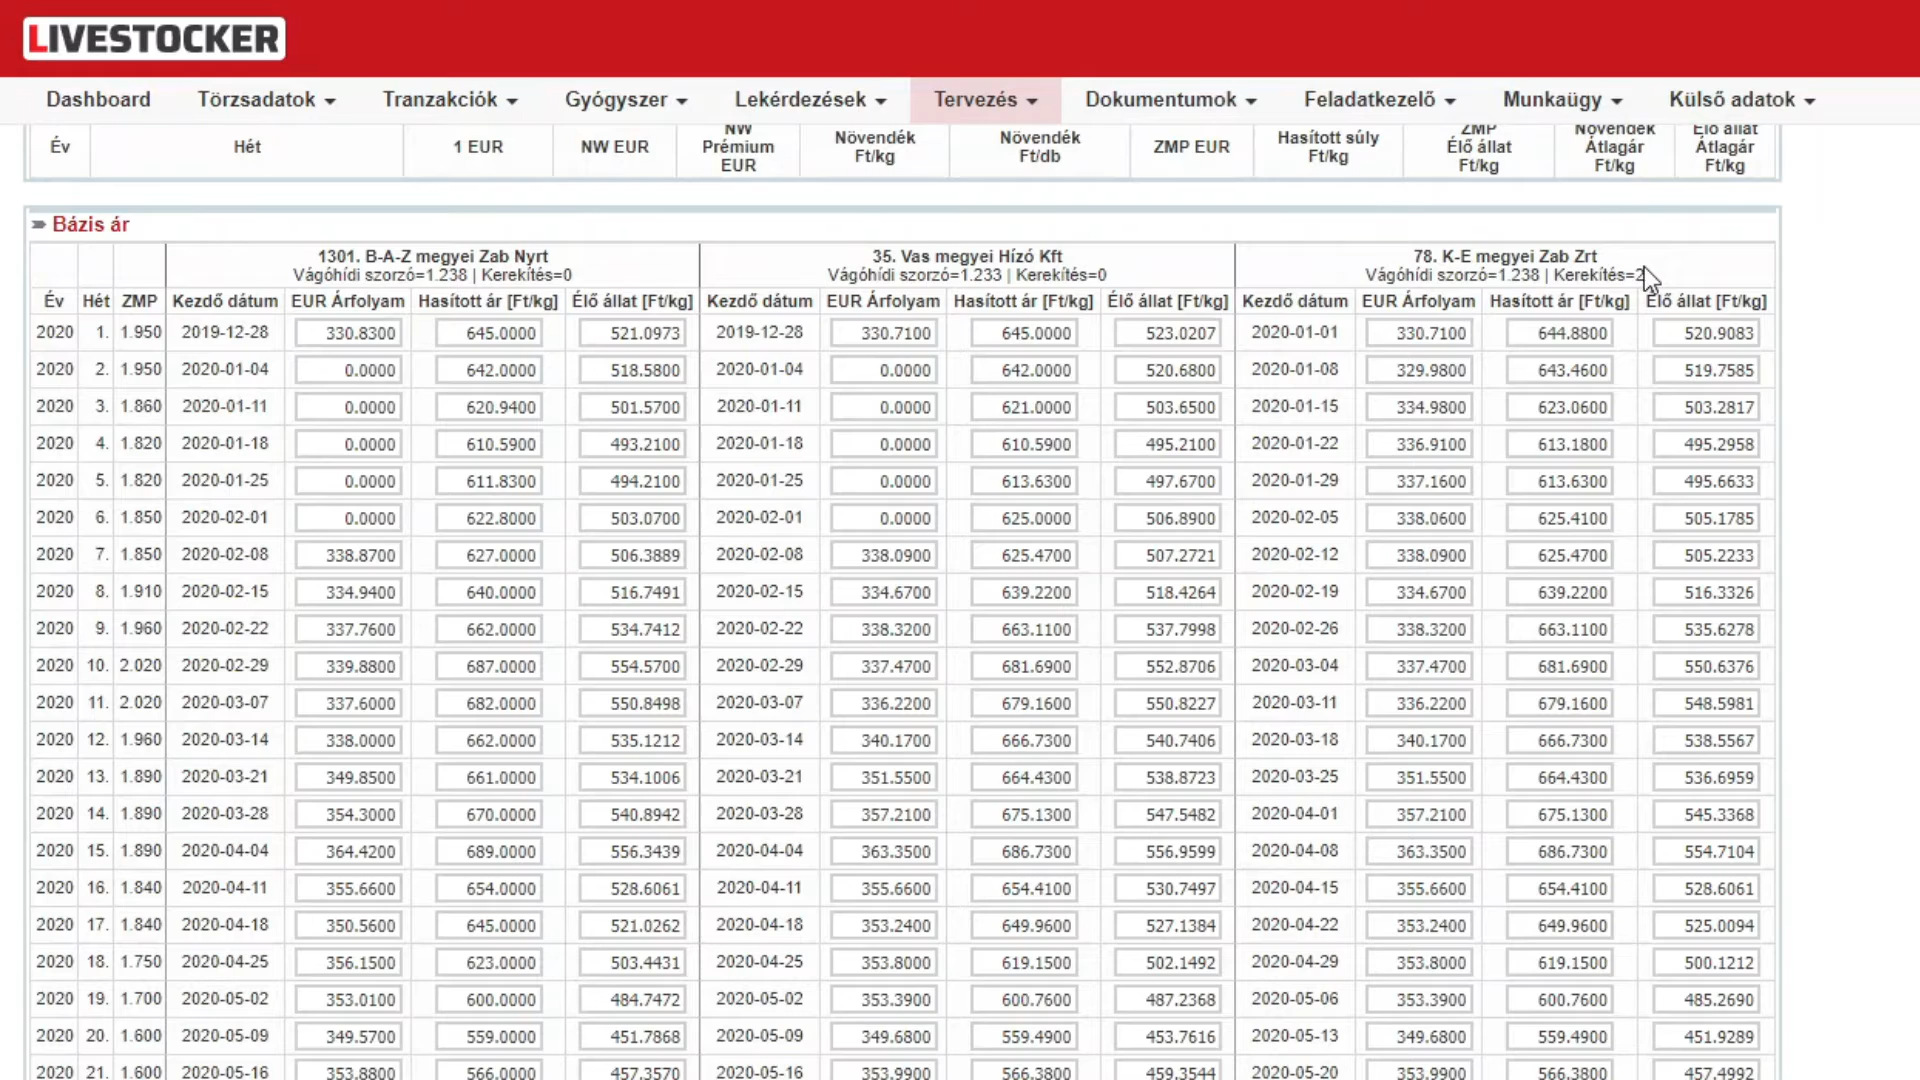 LIVESTOCKER
Dashboard Törzsadatok Tranzakciók Gyógyszer Lekérdezések Tervezés Dokumentumok Feladatkezelő Munkaügy Külső adatok
Év Hét 1 EUR NW EUR NW Prémium EUR Növendék Ft/kg Növendék Ft/db ZMP EUR Hasított súly Ft/kg ZMP Élő állat Ft/kg Növendék Átlagár Ft/kg Élő állat Átlagár Ft/kg
Bázis ár
1301. B-A-Z megyei Zab Nyrt 35. Vas megyei Hízó Kft 78. K-E megyei Zab Zrt
Vágóhídi szorzó=1.238 | Kerekítés=0 Vágóhídi szorzó=1.233 | Kerekítés=0 Vágóhídi szorzó=1.238 | Kerekítés=2
Év Hét ZMP Kezdő dátum EUR Árfolyam Hasított ár [Ft/kg] Élő állat [Ft/kg] Kezdő dátum EUR Árfolyam Hasított ár [Ft/kg] Élő állat [Ft/kg] Kezdő dátum EUR Árfolyam Hasított ár [Ft/kg] Élő állat [Ft/kg]
2020 1. 1.950 2019-12-28 330.8300 645.0000 521.0973 2019-12-28 330.7100 645.0000 523.0207 2020-01-01 330.7100 644.8800 520.9083
2020 2. 1.950 2020-01-04 0.0000 642.0000 518.5800 2020-01-04 0.0000 642.0000 520.6800 2020-01-08 329.9800 643.4600 519.7585
2020 3. 1.860 2020-01-11 0.0000 620.9400 501.5700 2020-01-11 0.0000 621.0000 503.6500 2020-01-15 334.9800 623.0600 503.2817
2020 4. 1.820 2020-01-18 0.0000 610.5900 493.2100 2020-01-18 0.0000 610.5900 495.2100 2020-01-22 336.9100 613.1800 495.2958
2020 5. 1.820 2020-01-25 0.0000 611.8300 494.2100 2020-01-25 0.0000 613.6300 497.6700 2020-01-29 337.1600 613.6300 495.6633
2020 6. 1.850 2020-02-01 0.0000 622.8000 503.0700 2020-02-01 0.0000 625.0000 506.8900 2020-02-05 338.0600 625.4100 505.1785
2020 7. 1.850 2020-02-08 338.8700 627.0000 506.3889 2020-02-08 338.0900 625.4700 507.2721 2020-02-12 338.0900 625.4700 505.2233
2020 8. 1.910 2020-02-15 334.9400 640.0000 516.7491 2020-02-15 334.6700 639.2200 518.4264 2020-02-19 334.6700 639.2200 516.3326
2020 9. 1.960 2020-02-22 337.7600 662.0000 534.7412 2020-02-22 338.3200 663.1100 537.7998 2020-02-26 338.3200 663.1100 535.6278
2020 10. 2.020 2020-02-29 339.8800 687.0000 554.5700 2020-02-29 337.4700 681.6900 552.8706 2020-03-04 337.4700 681.6900 550.6376
2020 11. 2.020 2020-03-07 337.6000 682.0000 550.8498 2020-03-07 336.2200 679.1600 550.8227 2020-03-11 336.2200 679.1600 548.5981
2020 12. 1.960 2020-03-14 338.0000 662.0000 535.1212 2020-03-14 340.1700 666.7300 540.7406 2020-03-18 340.1700 666.7300 538.5567
2020 13. 1.890 2020-03-21 349.8500 661.0000 534.1006 2020-03-21 351.5500 664.4300 538.8723 2020-03-25 351.5500 664.4300 536.6959
2020 14. 1.890 2020-03-28 354.3000 670.0000 540.8942 2020-03-28 357.2100 675.1300 547.5482 2020-04-01 357.2100 675.1300 545.3368
2020 15. 1.890 2020-04-04 364.4200 689.0000 556.3439 2020-04-04 363.3500 686.7300 556.9599 2020-04-08 363.3500 686.7300 554.7104
2020 16. 1.840 2020-04-11 355.6600 654.0000 528.6061 2020-04-11 355.6600 654.4100 530.7497 2020-04-15 355.6600 654.4100 528.6061
2020 17. 1.840 2020-04-18 350.5600 645.0000 521.0262 2020-04-18 353.2400 649.9600 527.1384 2020-04-22 353.2400 649.9600 525.0094
2020 18. 1.750 2020-04-25 356.1500 623.0000 503.4431 2020-04-25 353.8000 619.1500 502.1492 2020-04-29 353.8000 619.1500 500.1212
2020 19. 1.700 2020-05-02 353.0100 600.0000 484.7472 2020-05-02 353.3900 600.7600 487.2368 2020-05-06 353.3900 600.7600 485.2690
2020 20. 1.600 2020-05-09 349.5700 559.0000 451.7868 2020-05-09 349.6800 559.4900 453.7616 2020-05-13 349.6800 559.4900 451.9289
2020 21. 1.600 2020-05-16 353.8800 566.0000 457.3570 2020-05-16 353.9900 566.3800 459.3544 2020-05-20 353.9900 566.3800 457.4992